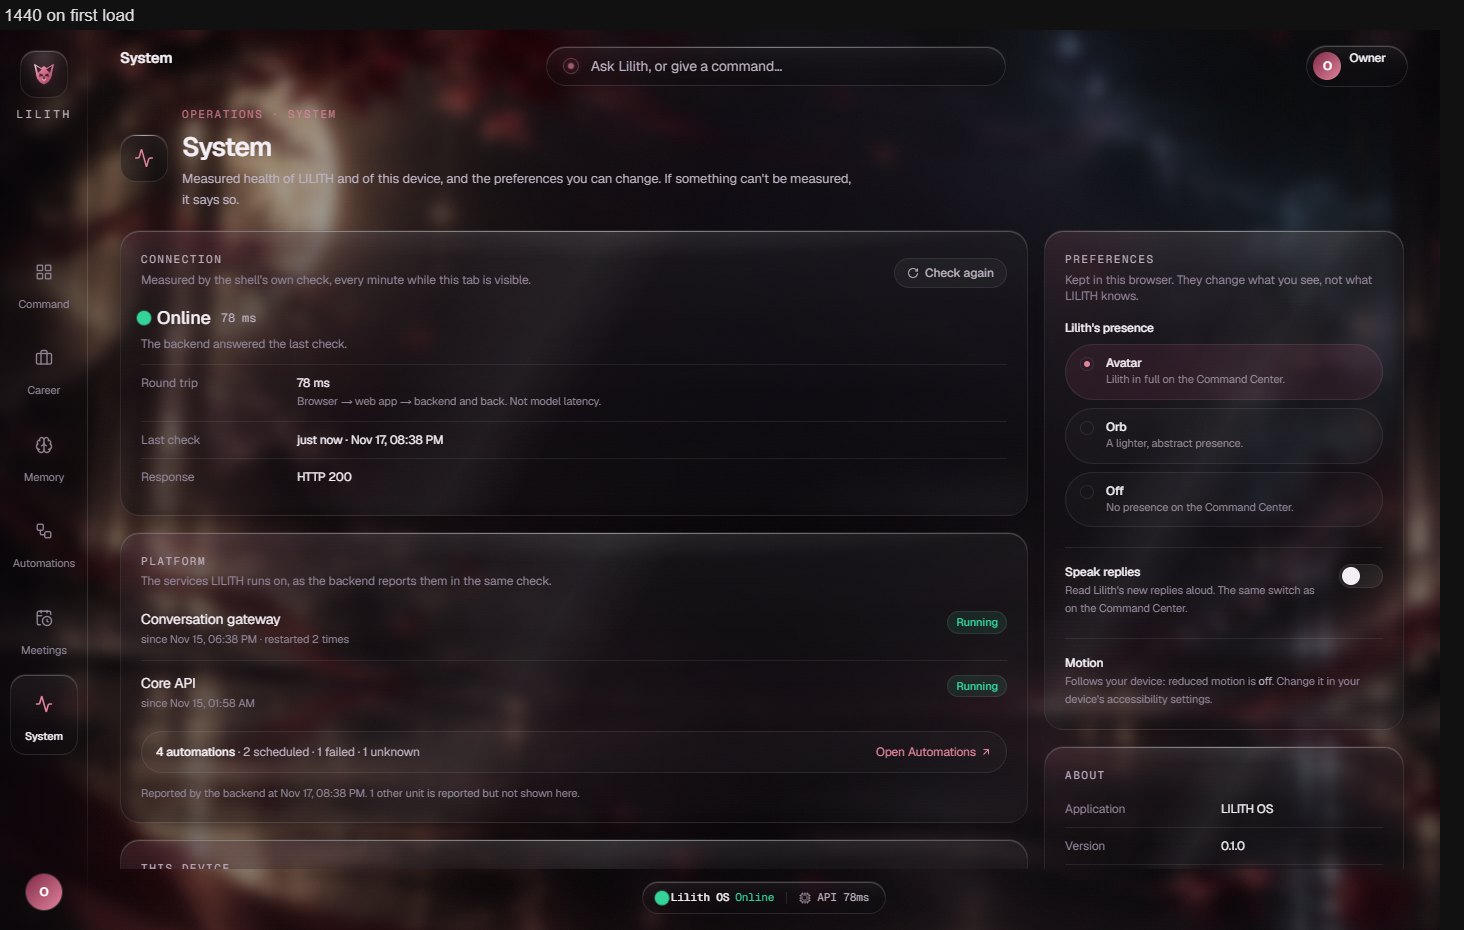 1440 on first load
LILITH
System
Ask Lilith, or give a command...
O
Owner
OPERATIONS · SYSTEM
System
Measured health of LILITH and of this device, and the preferences you can change. If something can't be measured,
it says so.
Command
Career
Memory
Automations
Meetings
System
O
CONNECTION
Measured by the shell's own check, every minute while this tab is visible.
Check again
Online 78 ms
The backend answered the last check.
Round trip
78 ms
Browser → web app → backend and back. Not model latency.
Last check
just now · Nov 17, 08:38 PM
Response
HTTP 200
PLATFORM
The services LILITH runs on, as the backend reports them in the same check.
Conversation gateway
since Nov 15, 06:38 PM · restarted 2 times
Running
Core API
since Nov 15, 01:58 AM
Running
4 automations · 2 scheduled · 1 failed · 1 unknown
Open Automations ↗
Reported by the backend at Nov 17, 08:38 PM. 1 other unit is reported but not shown here.
THIS DEVICE
PREFERENCES
Kept in this browser. They change what you see, not what
LILITH knows.
Lilith's presence
Avatar
Lilith in full on the Command Center.
Orb
A lighter, abstract presence.
Off
No presence on the Command Center.
Speak replies
Read Lilith's new replies aloud. The same switch as
on the Command Center.
Motion
Follows your device: reduced motion is off. Change it in your
device's accessibility settings.
ABOUT
Application
LILITH OS
Version
0.1.0
Lilith OS Online
API 78ms